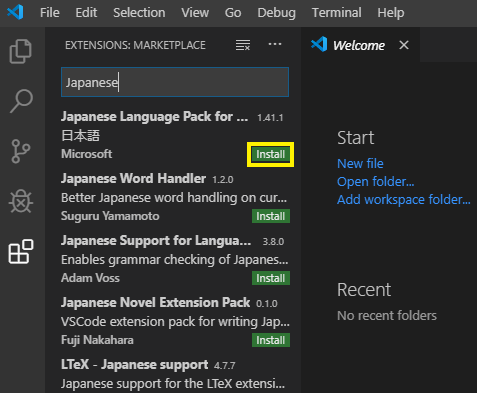 File Edit Selection View Go Debug Terminal Help
EXTENSIONS: MARKETPLACE
Welcome
Japanese
Japanese Language Pack for ... 1.41.1
日本語
Microsoft Install
Japanese Word Handler 1.2.0
Better Japanese word handling on cur...
Suguru Yamamoto Install
Japanese Support for Langua... 3.8.0
Enables grammar checking of Japanes...
Adam Voss Install
Japanese Novel Extension Pack 0.1.0
VSCode extension pack for writing Jap...
Fuji Nakahara Install
LTeX - Japanese support 4.7.7
Japanese support for the LTeX extensi...
Start
New file
Open folder...
Add workspace folder...
Recent
No recent folders